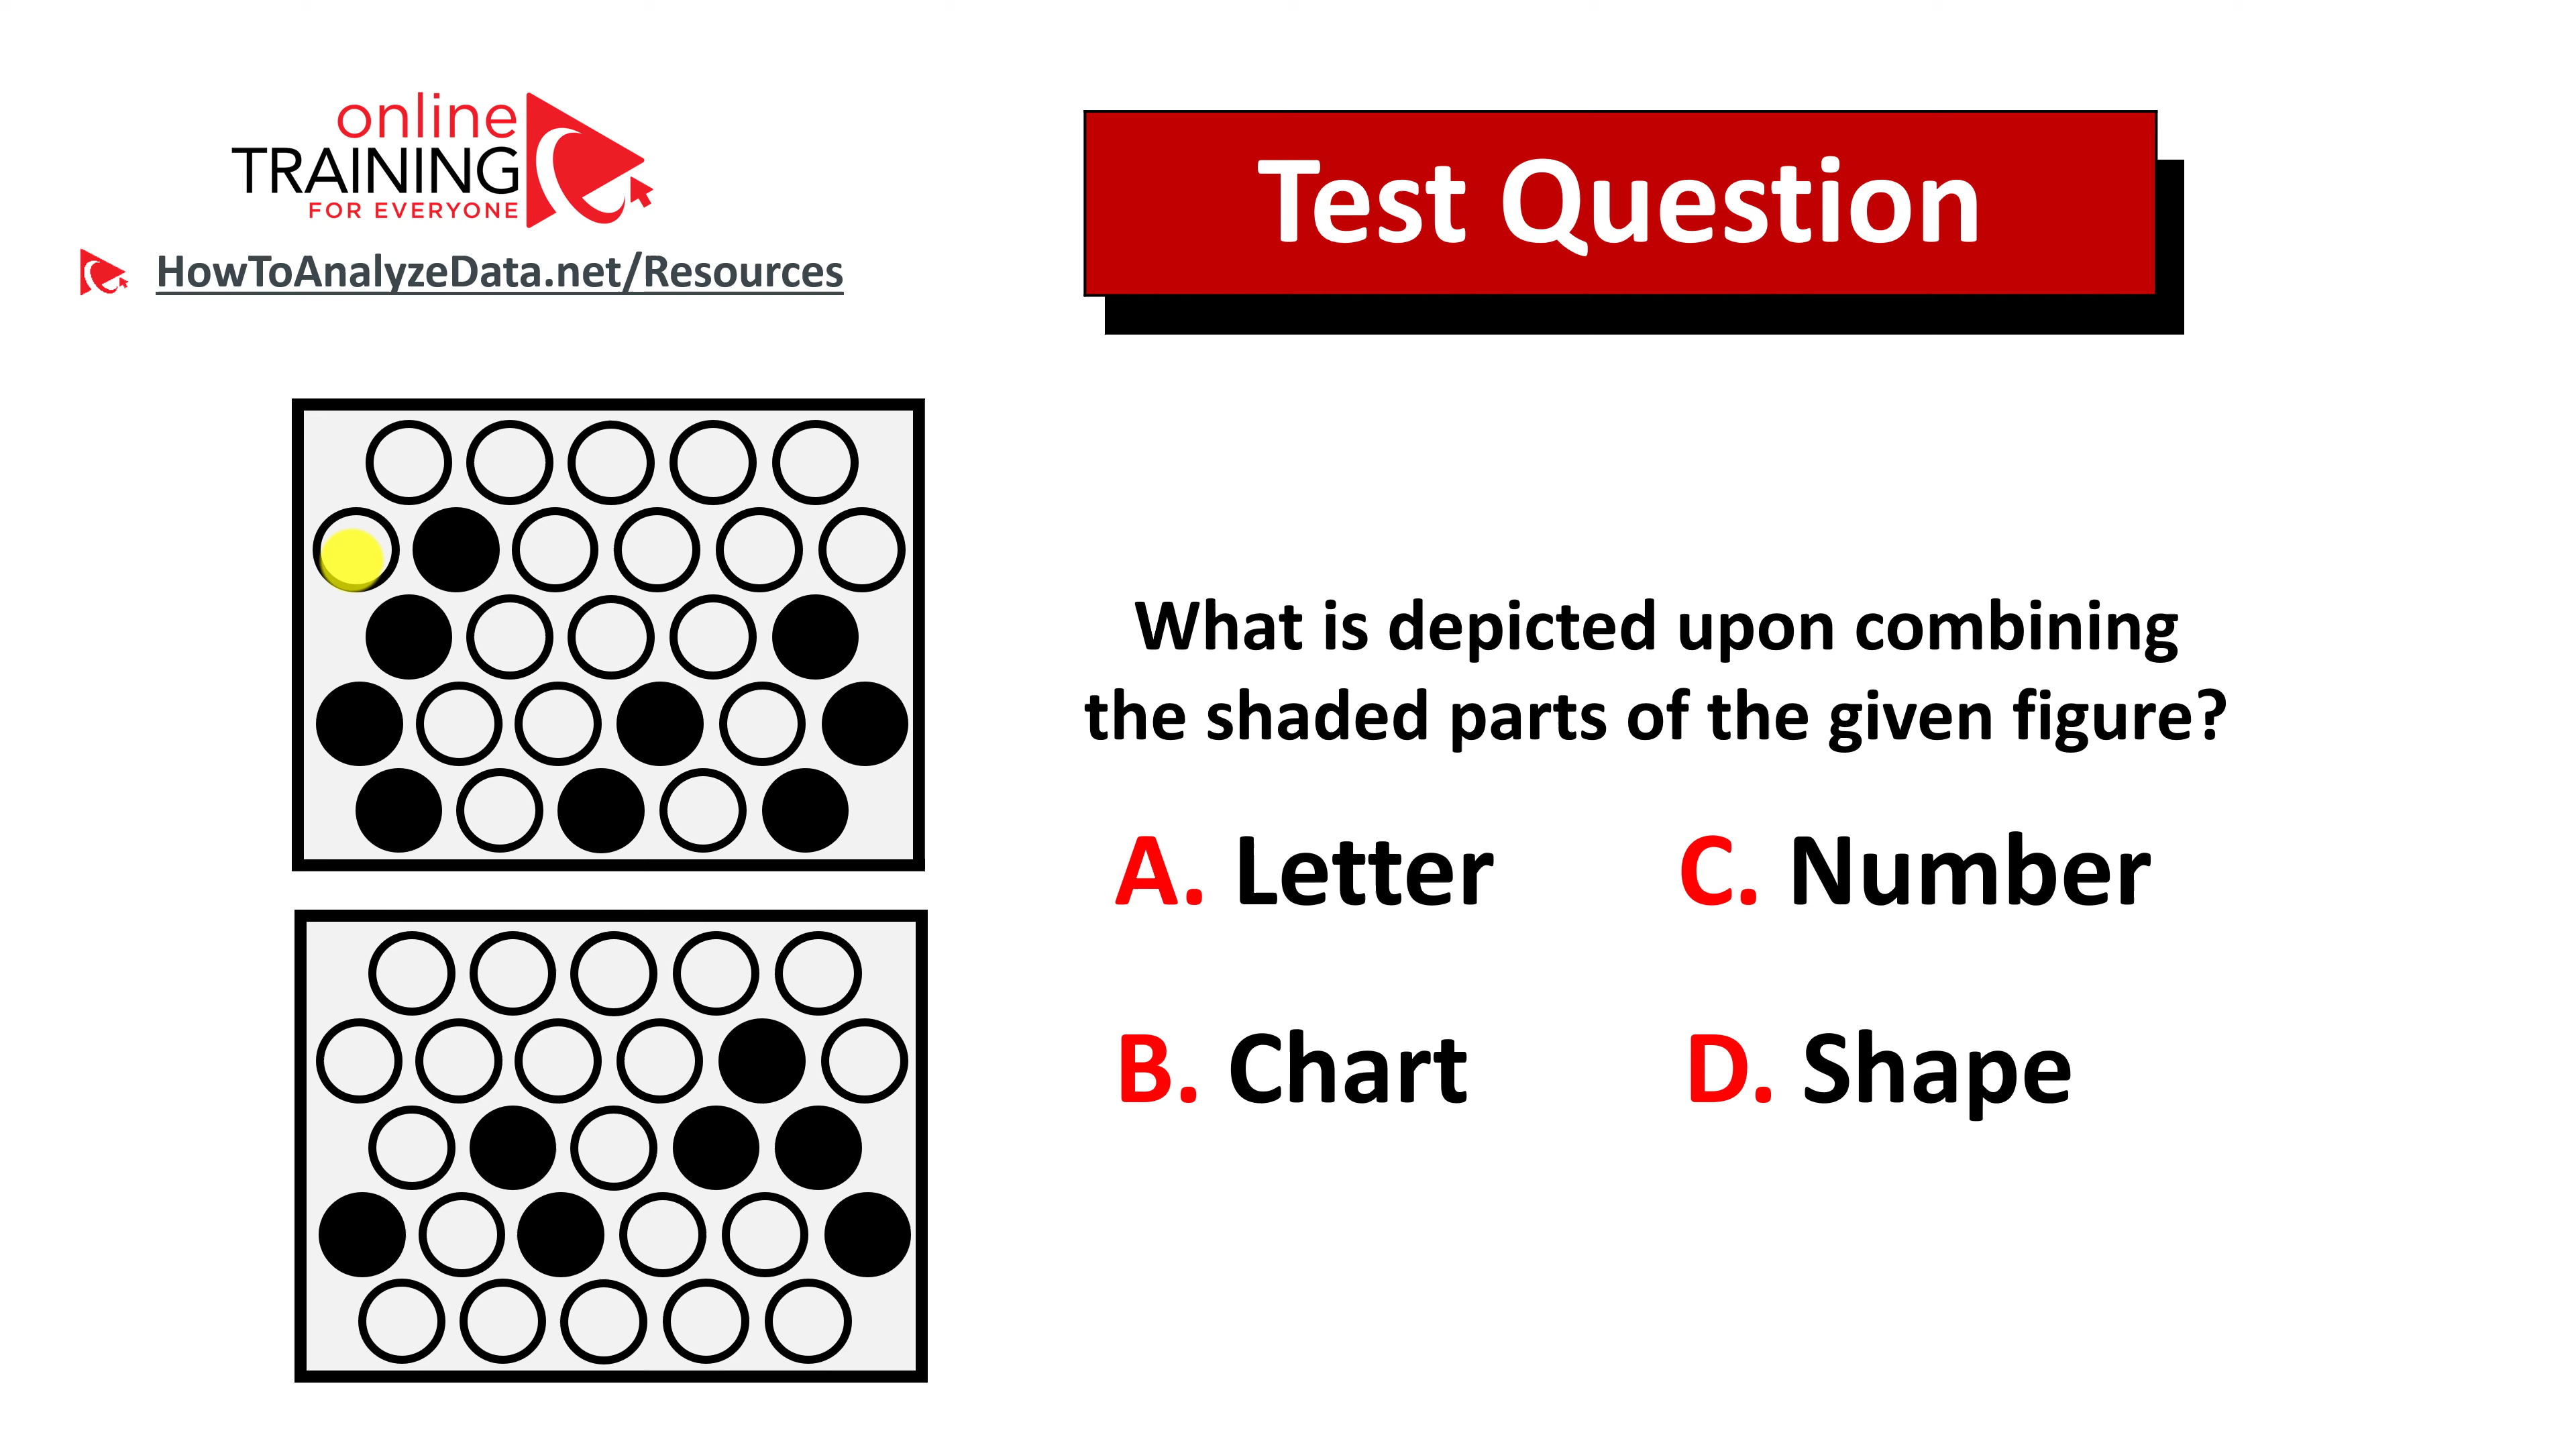 online
TRAINING
FOR EVERYONE
HowToAnalyzeData.net/Resources
Test Question
What is depicted upon combining
the shaded parts of the given figure?
A. Letter
C. Number
B. Chart
D. Shape